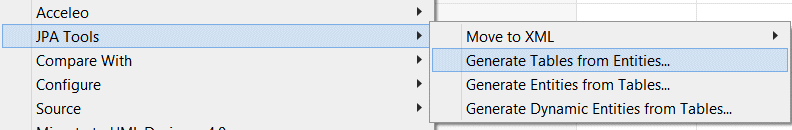 Acceleo
JPA Tools
Compare With
Configure
Source
Move to XML
Generate Tables from Entities...
Generate Entities from Tables...
Generate Dynamic Entities from Tables...